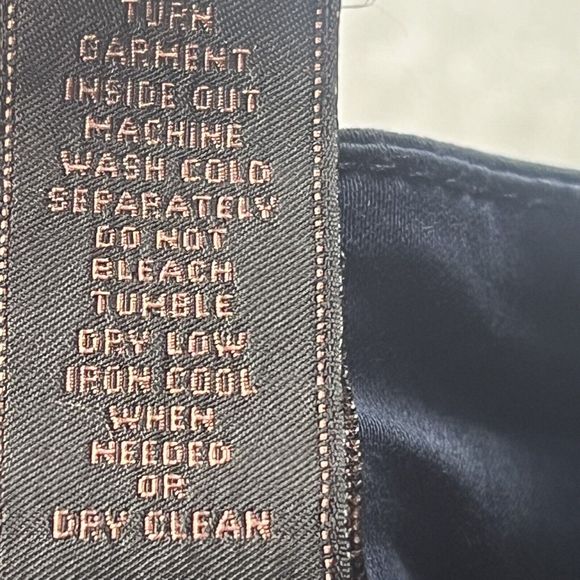 TURN
GARMENT
INSIDE OUT
MACHINE
WASH COLD
SEPARATELY
DO NOT
BLEACH
TUMBLE
DRY LOW
IRON COOL
WHEN
NEEDED
OR
DRY CLEAN